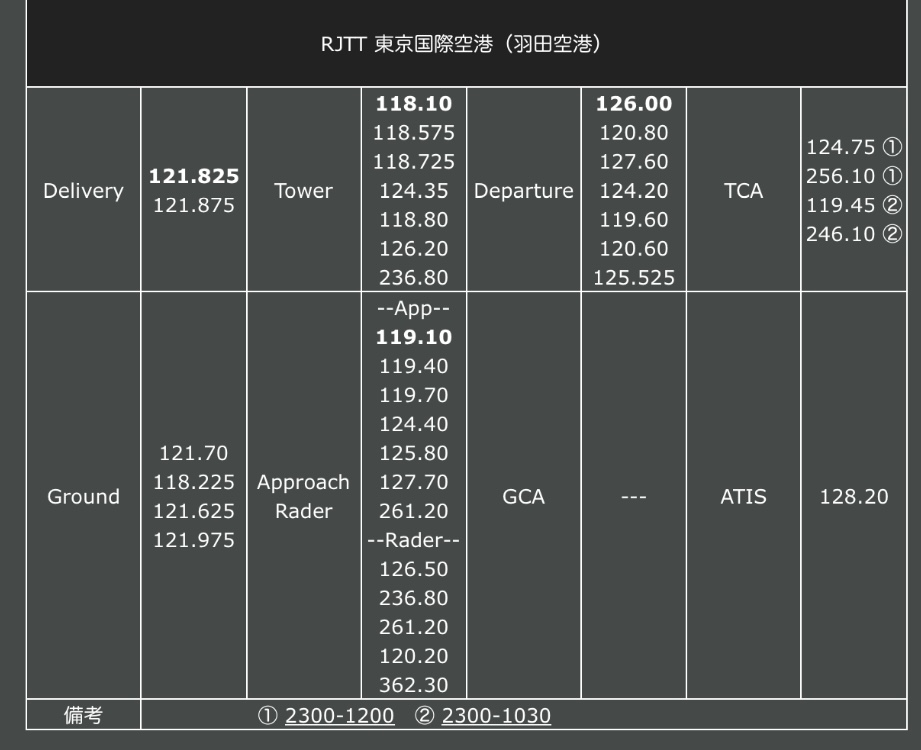 RJTT 東京国際空港（羽田空港）
Delivery
121.825
121.875
Tower
118.10
118.575
118.725
124.35
118.80
126.20
236.80
Departure
126.00
120.80
127.60
124.20
119.60
120.60
125.525
TCA
124.75 ①
256.10 ①
119.45 ②
246.10 ②
Ground
121.70
118.225
121.625
121.975
Approach
Rader
--App--
119.10
119.40
119.70
124.40
125.80
127.70
261.20
--Rader--
126.50
236.80
261.20
120.20
362.30
GCA
---
ATIS
128.20
備考
① 2300-1200 ② 2300-1030